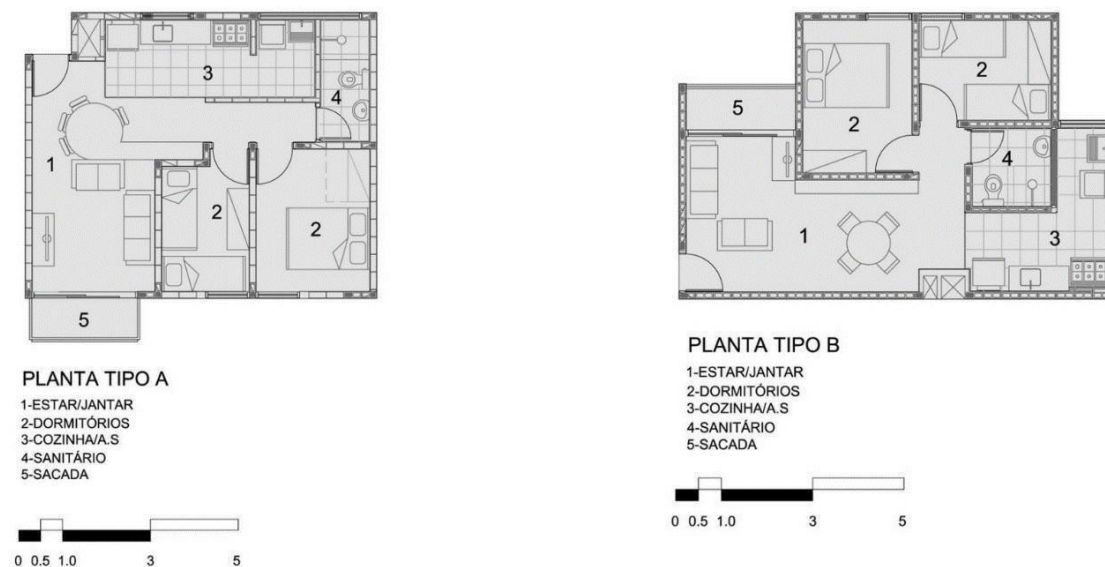 3
4
1
2
2
5
PLANTA TIPO A
1-ESTAR/JANTAR
2-DORMITÓRIOS
3-COZINHA/A.S
4-SANITÁRIO
5-SACADA
0 0.5 1.0 3 5
2
5
2
4
1
3
PLANTA TIPO B
1-ESTAR/JANTAR
2-DORMITÓRIOS
3-COZINHA/A.S
4-SANITÁRIO
5-SACADA
0 0.5 1.0 3 5